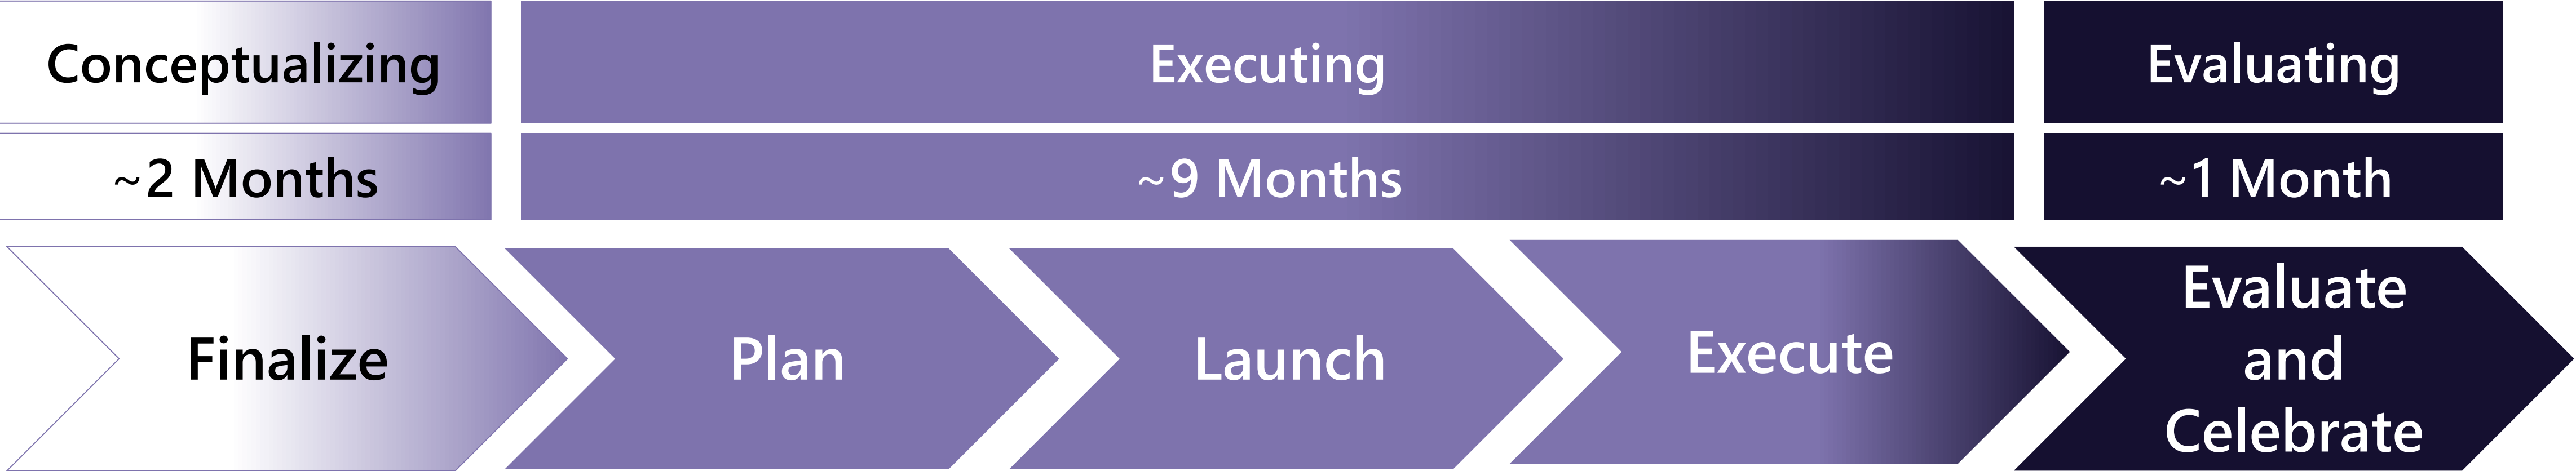 Conceptualizing
Executing
Evaluating
~2 Months
~9 Months
~1 Month
Finalize
Plan
Launch
Execute
Evaluate
and
Celebrate